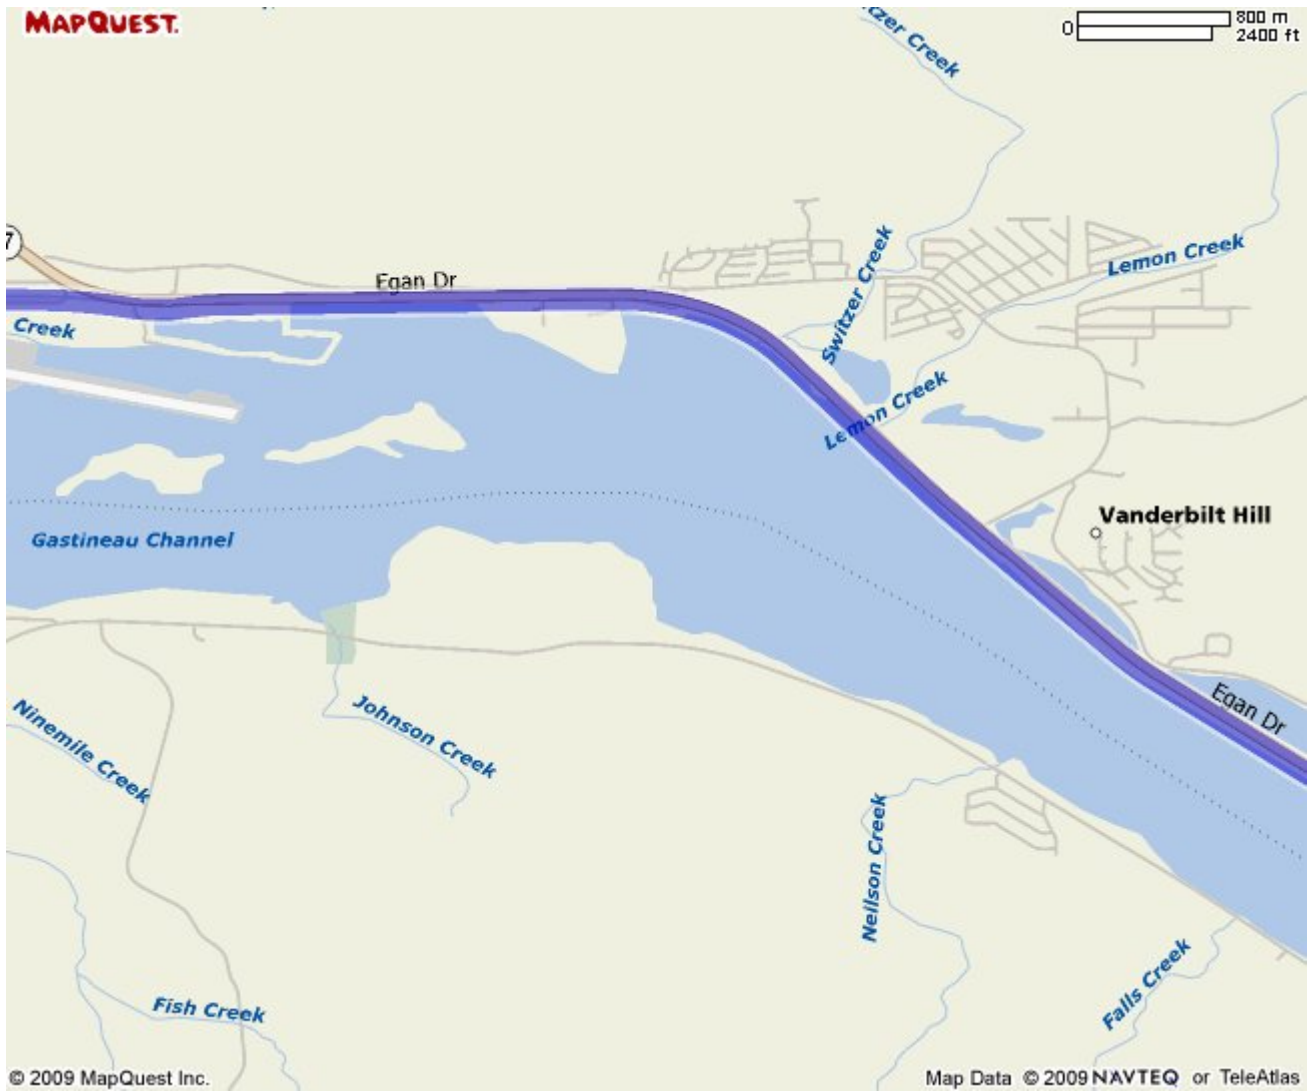 MAPQUEST.
800 m
0
2400 ft
Creek
7
Egan Dr
Switzer Creek
Lemon Creek
Creek
Lemon Creek
Vanderbilt Hill
Gastineau Channel
Egan Dr
Johnson Creek
Ninemile Creek
Neilson Creek
Falls Creek
Fish Creek
© 2009 MapQuest Inc.
Map Data © 2009 NAVTEQ or TeleAtlas